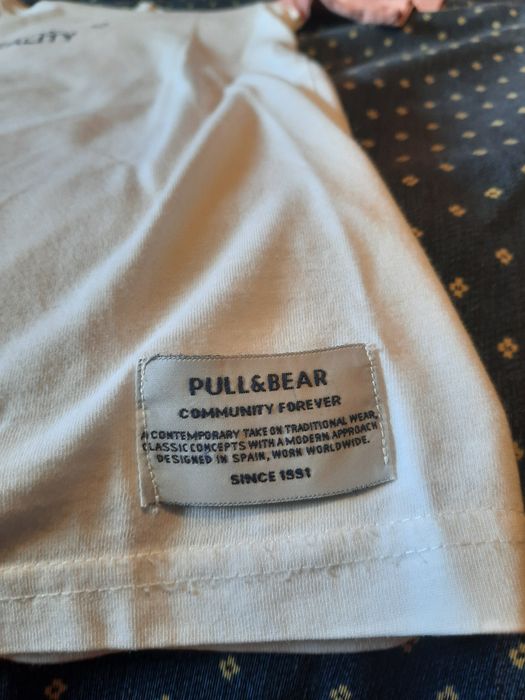 PULL&BEAR
COMMUNITY FOREVER
A CONTEMPORARY TAKE ON TRADITIONAL WEAR,
CLASSIC CONCEPTS WITH A MODERN APPROACH
DESIGNED IN SPAIN, WORN WORLDWIDE.
SINCE 1991